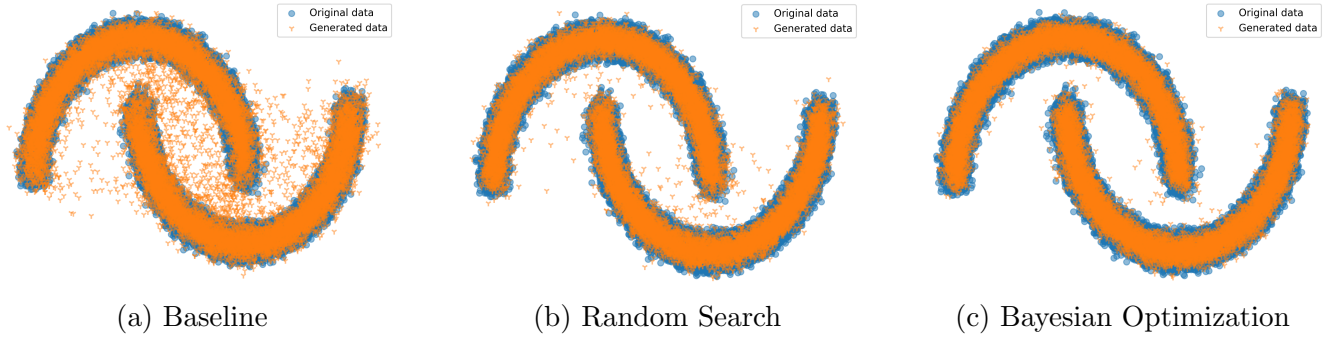 Original data
Generated data
Original data
Generated data
Original data
Generated data
(a) Baseline
(b) Random Search
(c) Bayesian Optimization